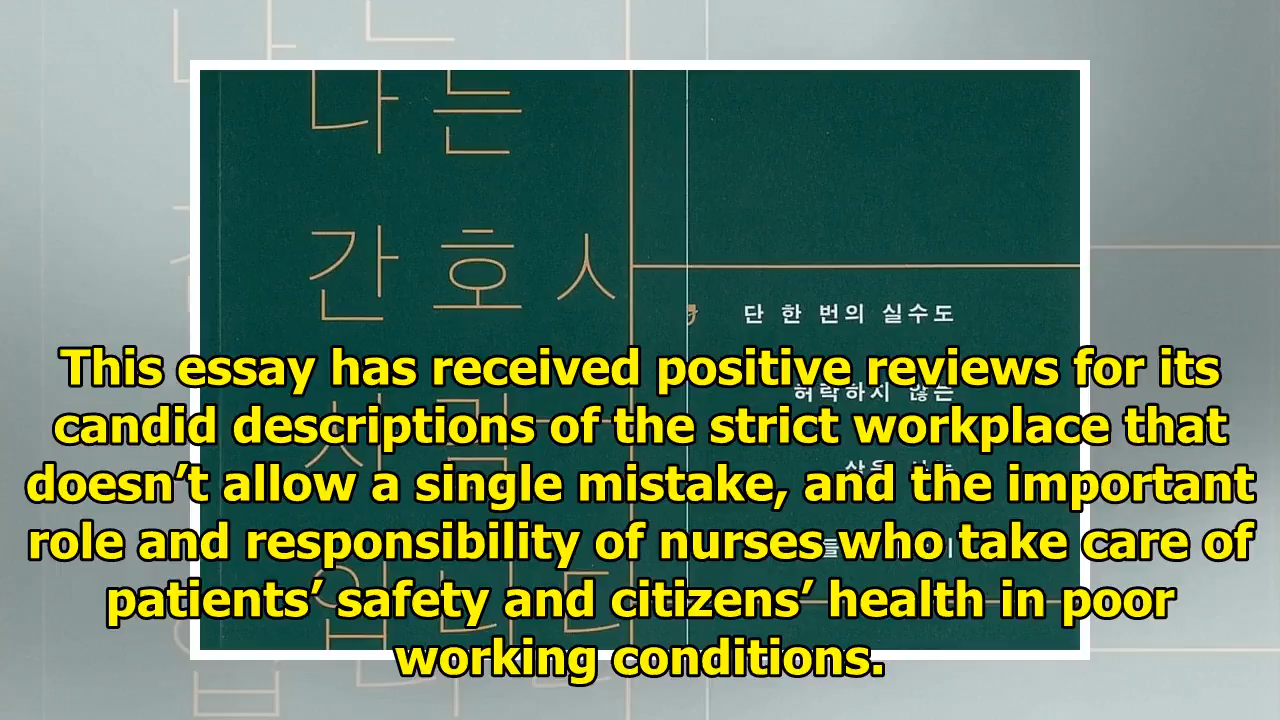 나는
간호사
단 한 번의 실수도
허락하지 않는
This essay has received positive reviews for its
candid descriptions of the strict workplace that
doesn’t allow a single mistake, and the important
role and responsibility of nurses who take care of
patients’ safety and citizens’ health in poor
working conditions.